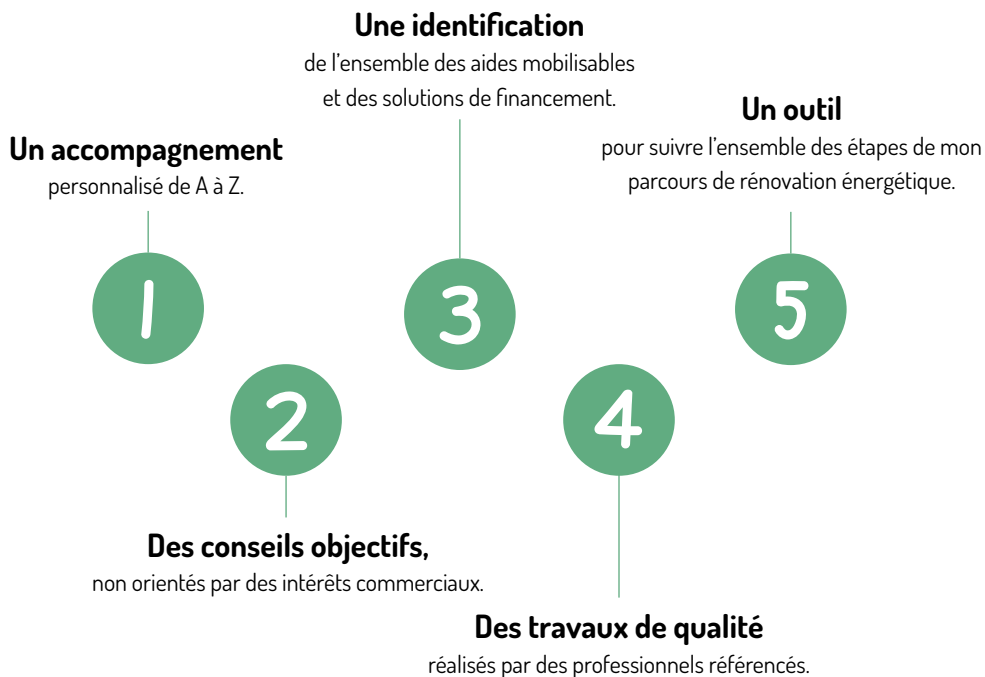 1
Un accompagnement
personnalisé de A à Z.
2
Des conseils objectifs,
non orientés par des intérêts commerciaux.
3
Une identification
de l'ensemble des aides mobilisables
et des solutions de financement.
4
Des travaux de qualité
réalisés par des professionnels référencés.
5
Un outil
pour suivre l'ensemble des étapes de mon
parcours de rénovation énergétique.